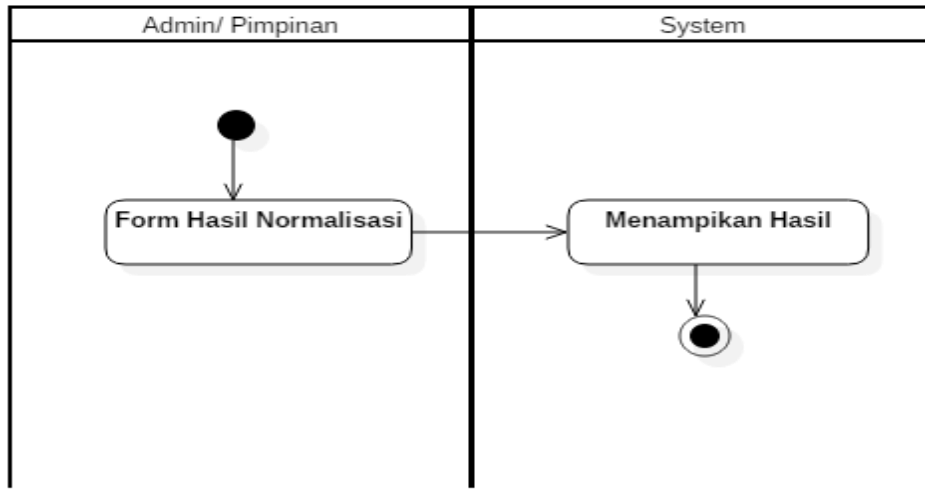 Admin/ Pimpinan
System
Form Hasil Normalisasi
Menampikan Hasil